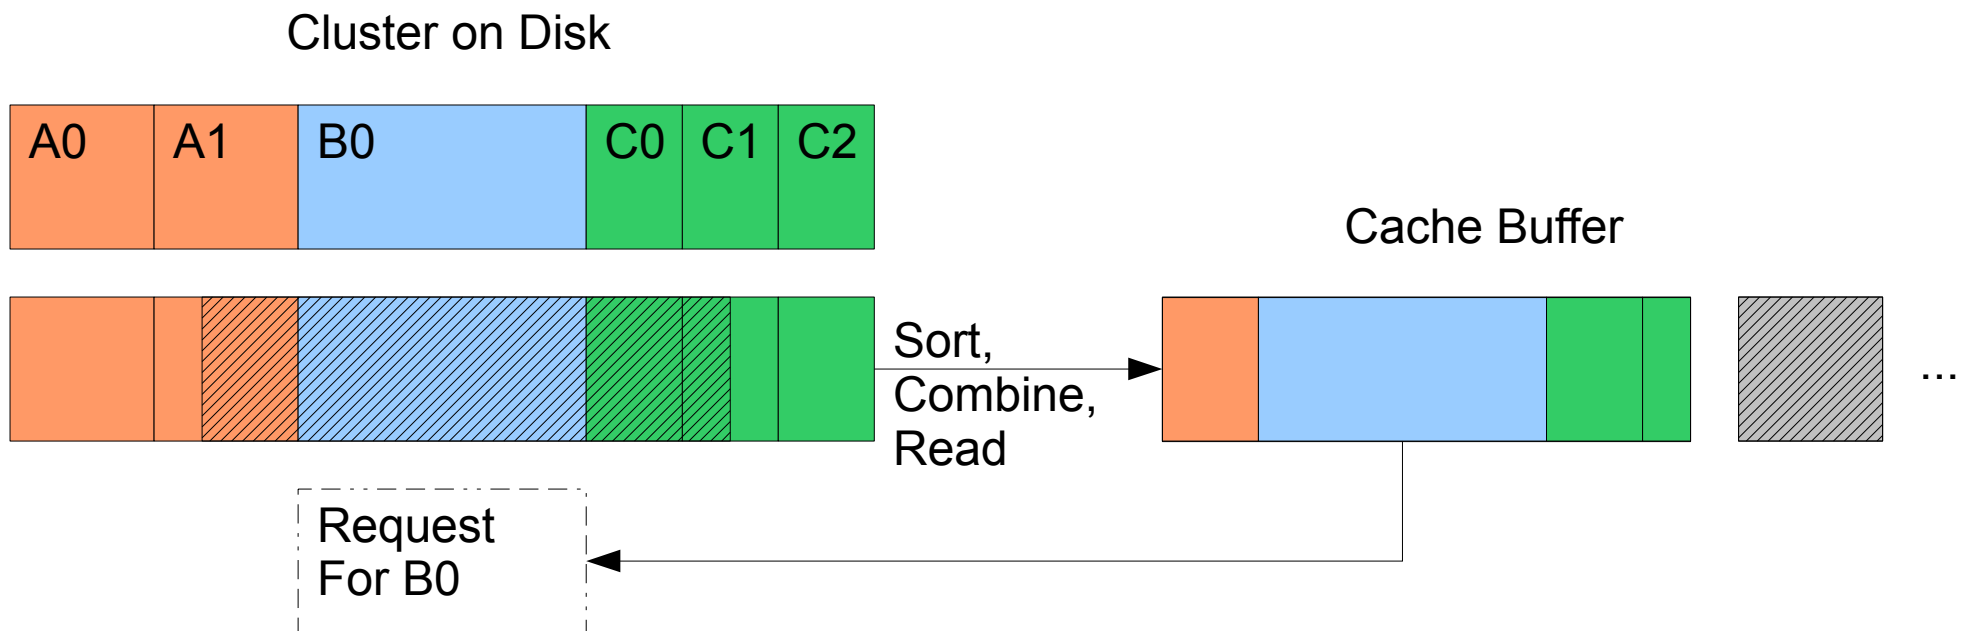 Cluster on Disk
A0 A1 B0 C0 C1 C2
Cache Buffer
Sort,
Combine,
Read
...
Request
For B0